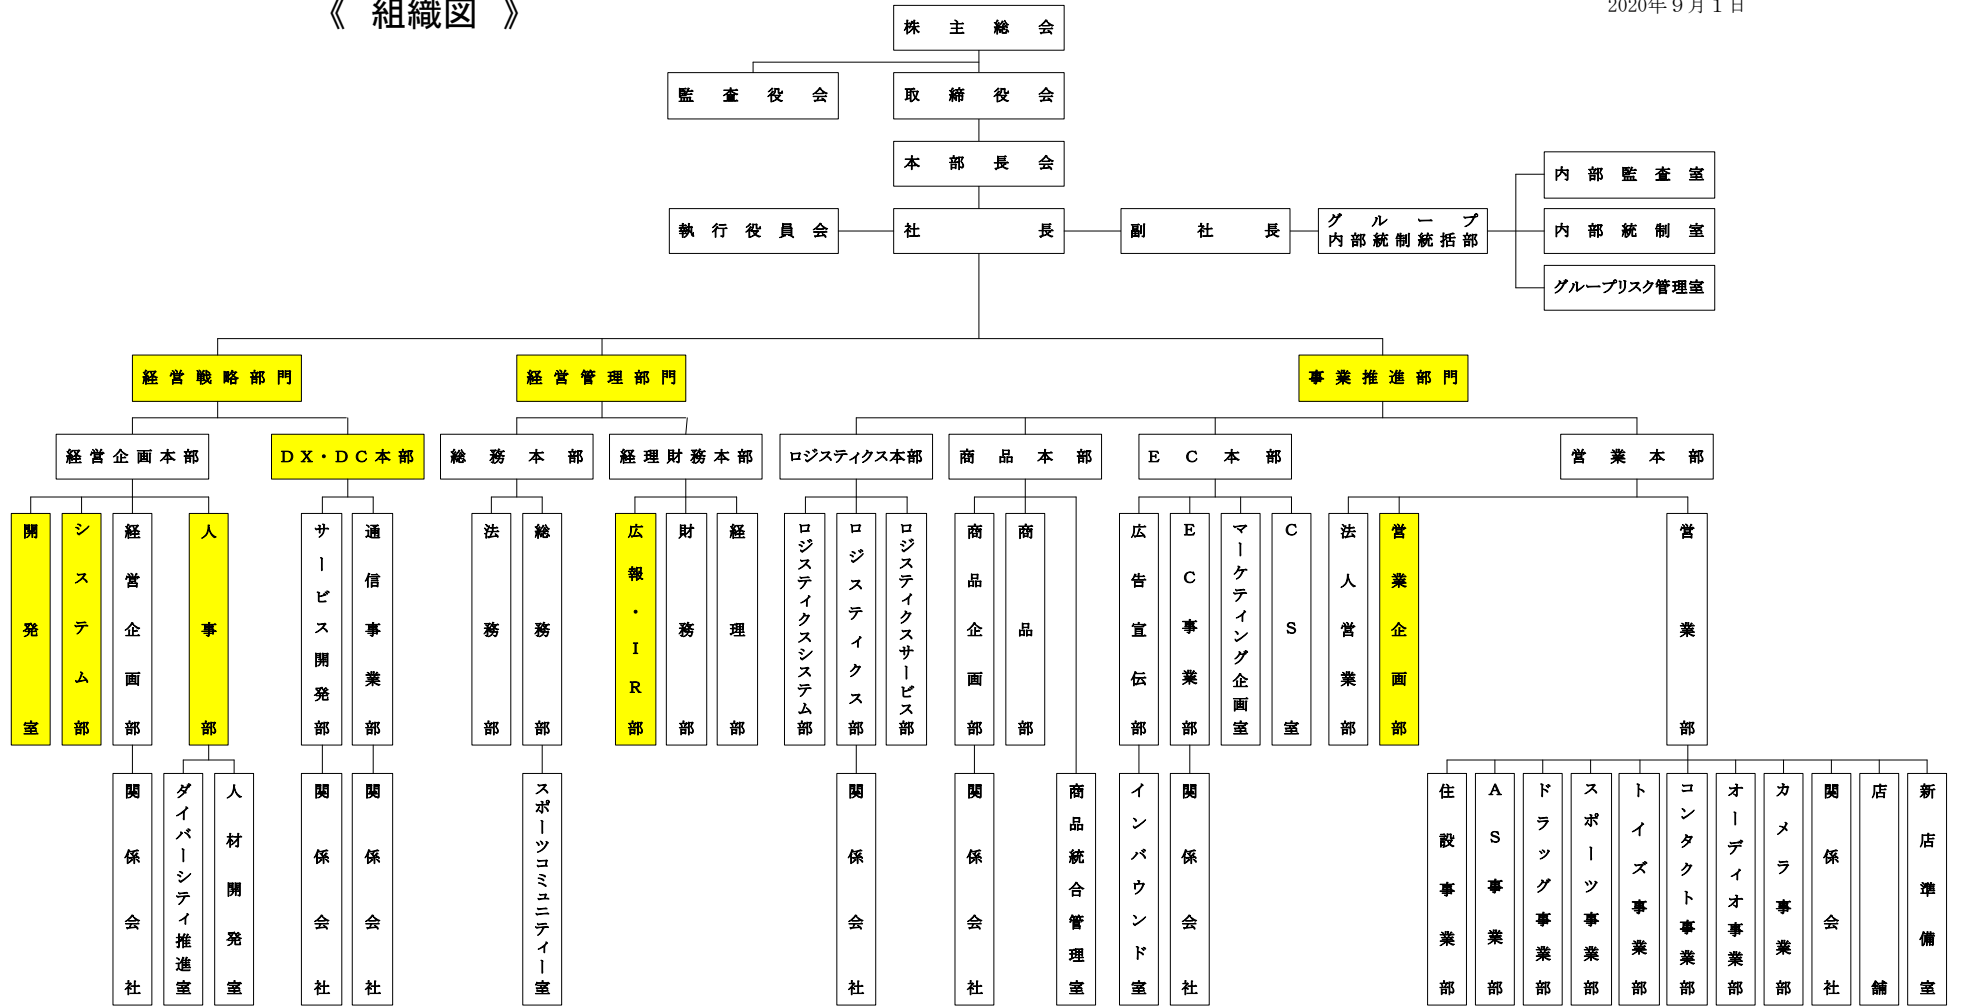 《 組織図 》
2020年９月１日
株主総会
監査役会
取締役会
本部長会
執行役員会
社長
副社長
グループ
内部統制統括部
内部監査室
内部統制室
グループリスク管理室
経営戦略部門
経営管理部門
事業推進部門
経営企画本部
ＤＸ・ＤＣ本部
総務本部
経理財務本部
ロジスティクス本部
商品本部
ＥＣ本部
営業本部
開発室
システム部
経営企画部
人事部
サービス開発部
通信事業部
法務部
総務部
広報・ＩＲ部
財務部
経理部
ロジスティクスシステム部
ロジスティクス部
ロジスティクスサービス部
商品企画部
商品部
広告宣伝部
ＥＣ事業部
マーケティング企画室
ＣＳ室
法人営業部
営業企画部
営業部
関係会社
ダイバーシティ推進室
人材開発室
関係会社
関係会社
スポーツコミュニティー室
関係会社
関係会社
商品統合管理室
インバウンド室
関係会社
住設事業部
ＡＳ事業部
ドラッグ事業部
スポーツ事業部
トイズ事業部
コンタクト事業部
オーディオ事業部
カメラ事業部
関係会社
店舗
新店準備室